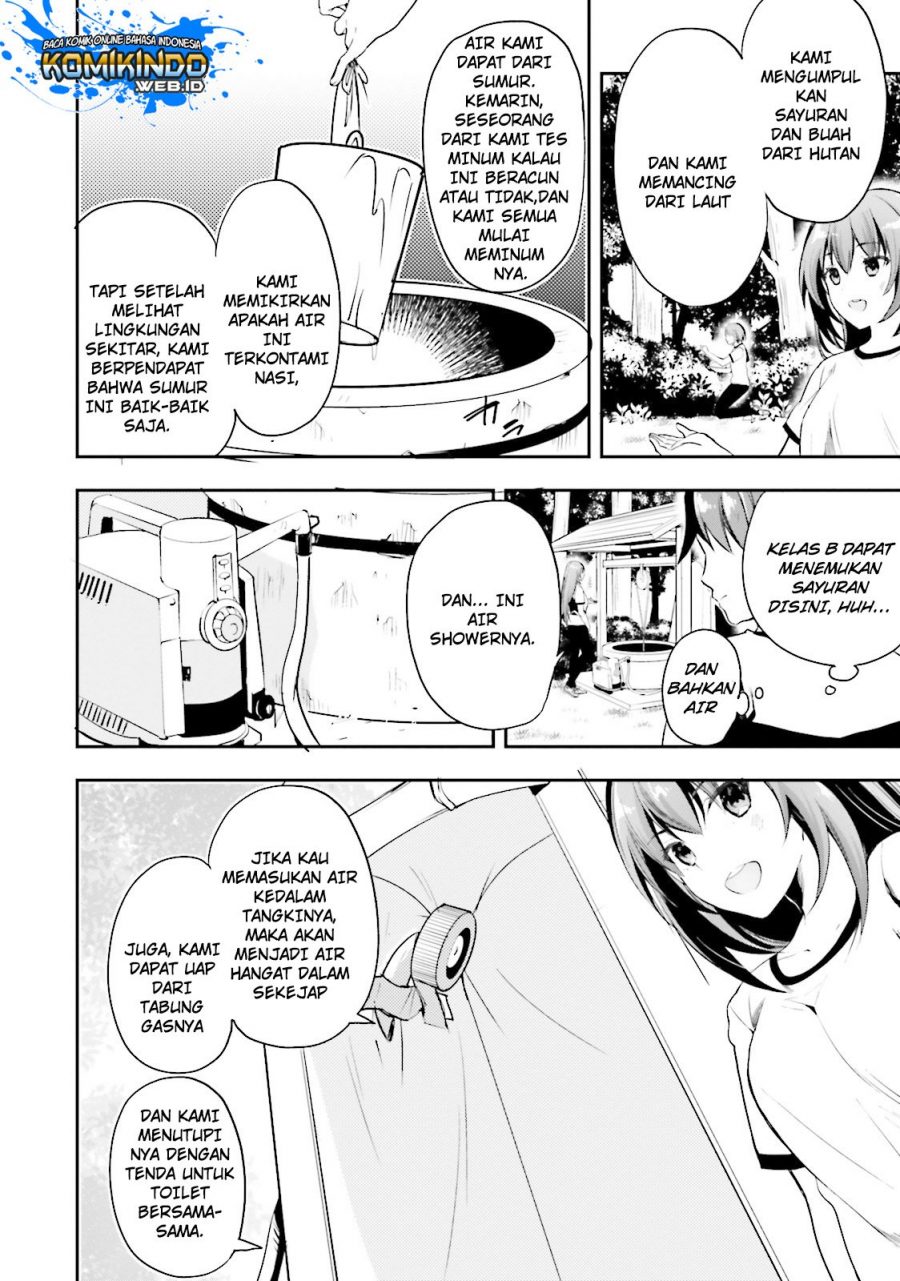 BACA KOMIK ONLINE BAHASA INDONESIA
KOMIKINDO
WEB.ID
KAMI
MENGUMPUL
KAN
SAYURAN
DAN BUAH
DARI HUTAN
DAN KAMI
MEMANCING
DARI LAUT
AIR KAMI
DAPAT DARI
SUMUR.
KEMARIN,
SESEORANG
DARI KAMI TES
MINUM KALAU
INI BERACUN
ATAU TIDAK,DAN
KAMI SEMUA
MULAI
MEMINUM
NYA.
KAMI
MEMIKIRKAN
APAKAH AIR
INI
TERKONTAMI
NASI,
TAPI SETELAH
MELIHAT
LINGKUNGAN
SEKITAR, KAMI
BERPENDAPAT
BAHWA SUMUR
INI BAIK-BAIK
SAJA.
KELAS B DAPAT
MENEMUKAN
SAYURAN
DISINI, HUH...
DAN
BAHKAN
AIR
DAN... INI
AIR
SHOWERNYA.
JIKA KAU
MEMASUKAN AIR
KEDALAM
TANGKINYA,
MAKA AKAN
MENJADI AIR
HANGAT DALAM
SEKEJAP
JUGA, KAMI
DAPAT UAP
DARI
TABUNG
GASNYA
DAN KAMI
MENUTUPI
NYA DENGAN
TENDA UNTUK
TOILET
BERSAMA-
SAMA.